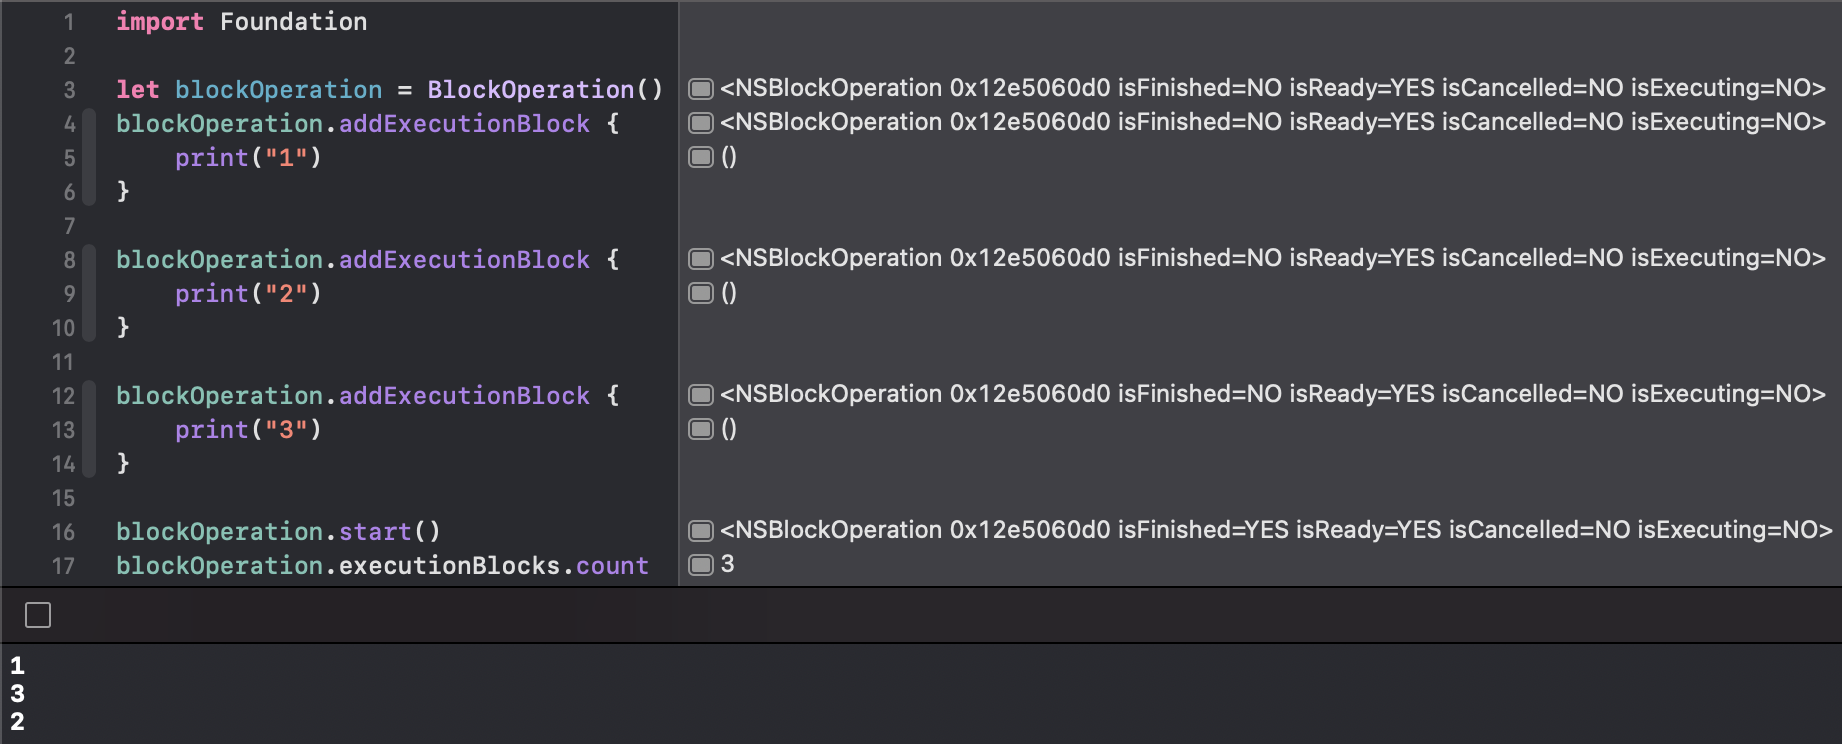 1 import Foundation
2
3 let blockOperation = BlockOperation() <NSBlockOperation 0x12e5060d0 isFinished=NO isReady=YES isCancelled=NO isExecuting=NO>
4 blockOperation.addExecutionBlock { <NSBlockOperation 0x12e5060d0 isFinished=NO isReady=YES isCancelled=NO isExecuting=NO>
5     print("1") ()
6 }
7
8 blockOperation.addExecutionBlock { <NSBlockOperation 0x12e5060d0 isFinished=NO isReady=YES isCancelled=NO isExecuting=NO>
9     print("2") ()
10 }
11
12 blockOperation.addExecutionBlock { <NSBlockOperation 0x12e5060d0 isFinished=NO isReady=YES isCancelled=NO isExecuting=NO>
13     print("3") ()
14 }
15
16 blockOperation.start() <NSBlockOperation 0x12e5060d0 isFinished=YES isReady=YES isCancelled=NO isExecuting=NO>
17 blockOperation.executionBlocks.count 3
1
3
2